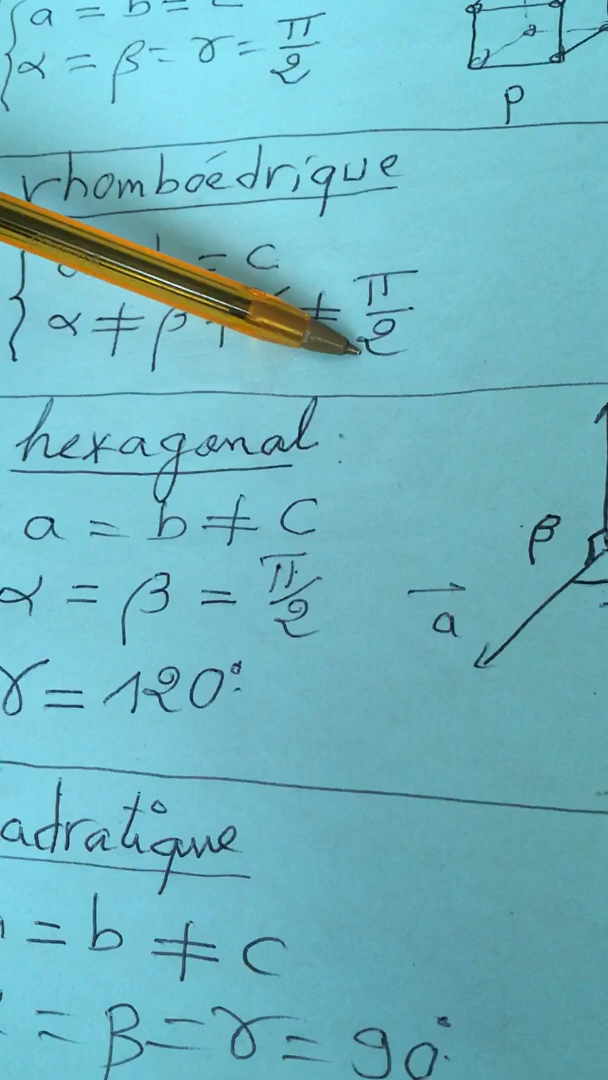 a = b =
α = β = γ = π/2
P
rhomboédrique
b = c
α ≠ β ≠ π/2
hexagonal:
a = b ≠ c
α = β = π/2
γ = 120°
β
a
adratique
= b ≠ c
= β = γ = 90°